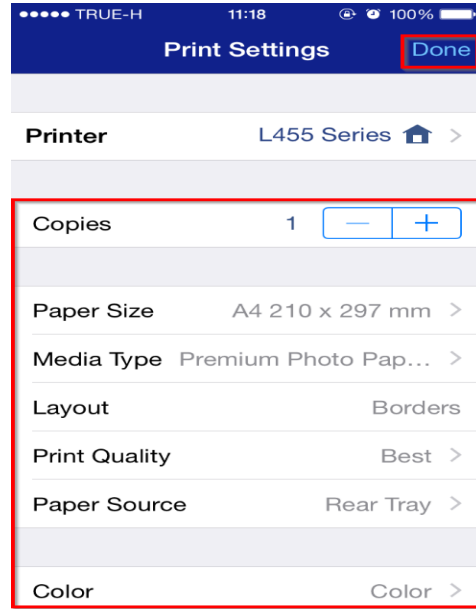 TRUE-H 11:18 100%
Print Settings Done
Printer L455 Series >
Copies 1 — +
Paper Size A4 210 x 297 mm >
Media Type Premium Photo Pap... >
Layout Borders
Print Quality Best >
Paper Source Rear Tray >
Color Color >